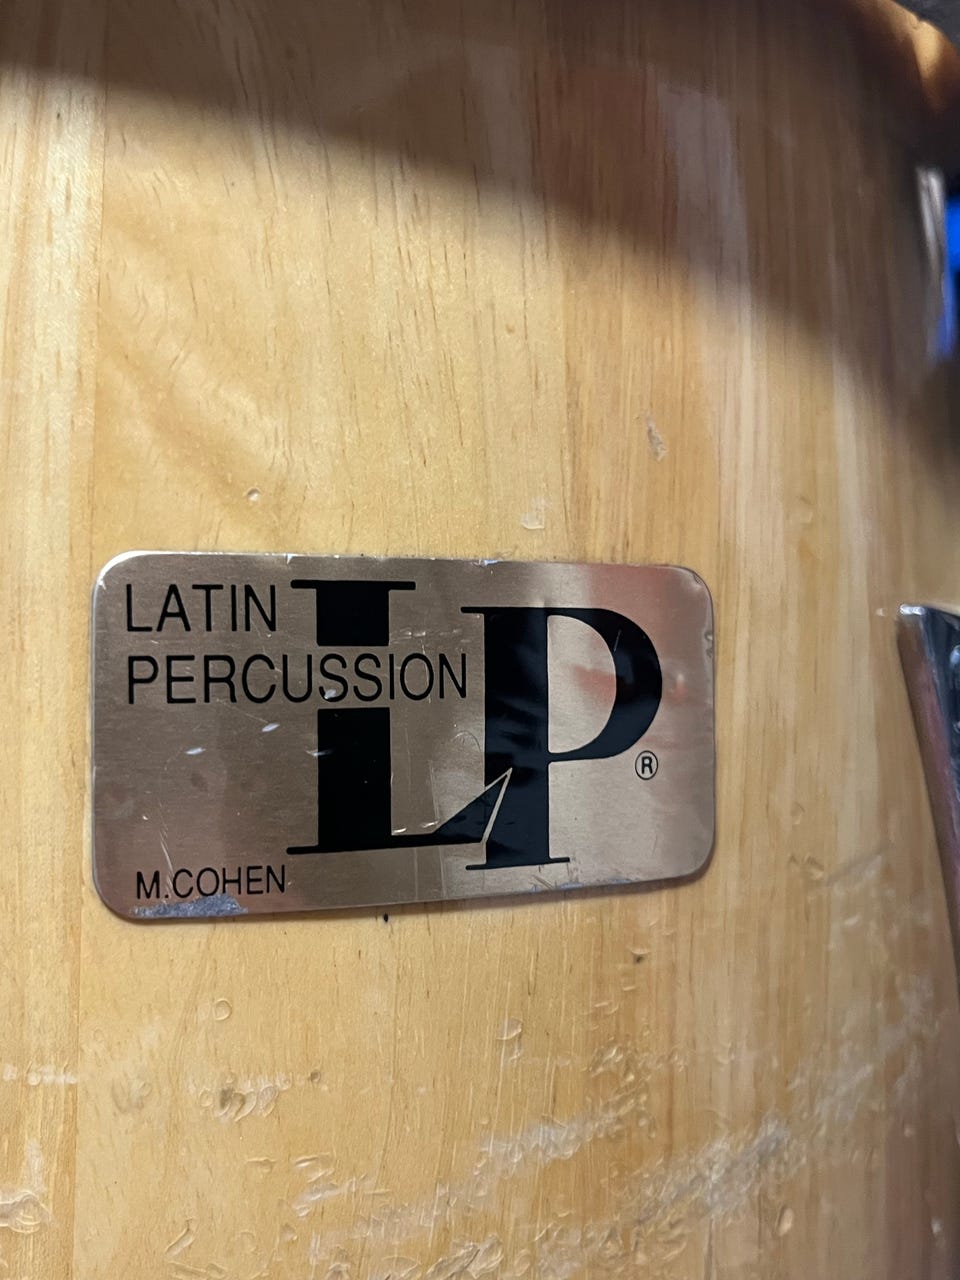 LATIN
PERCUSSION
LP
®
M.COHEN